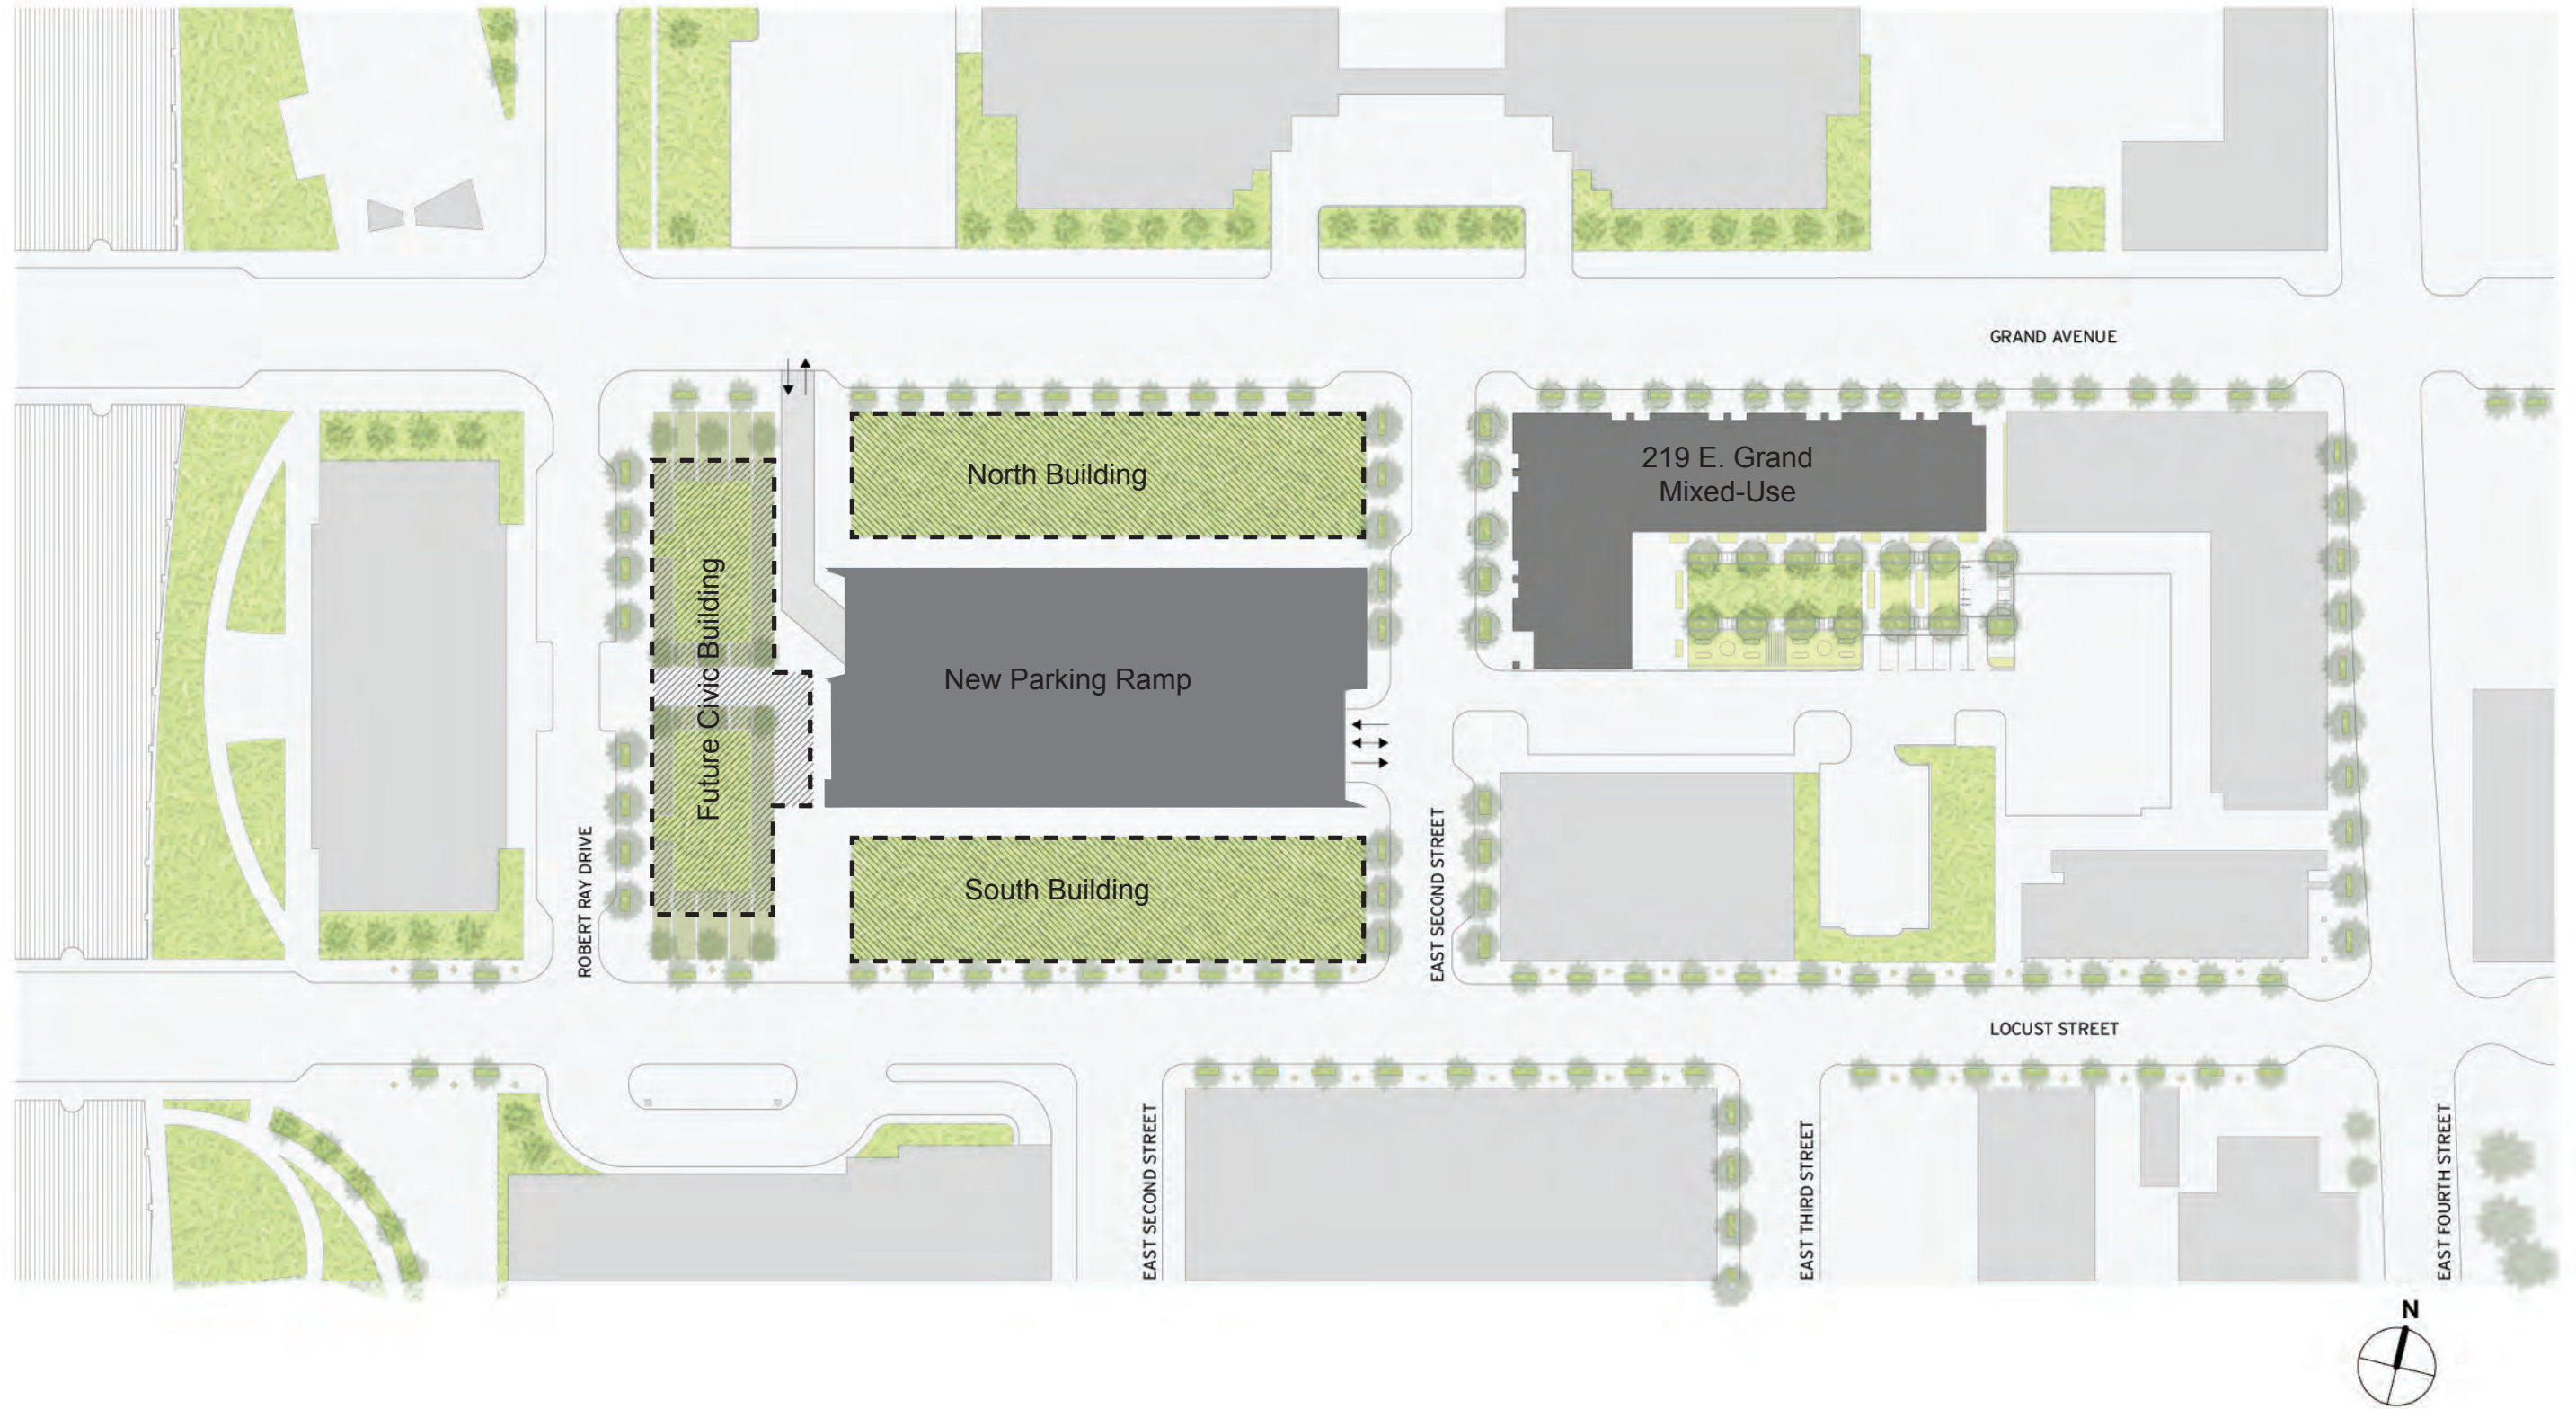 GRAND AVENUE
North Building
219 E. Grand
Mixed-Use
Future Civic Building
New Parking Ramp
South Building
ROBERT RAY DRIVE
EAST SECOND STREET
LOCUST STREET
EAST SECOND STREET
EAST THIRD STREET
EAST FOURTH STREET
N